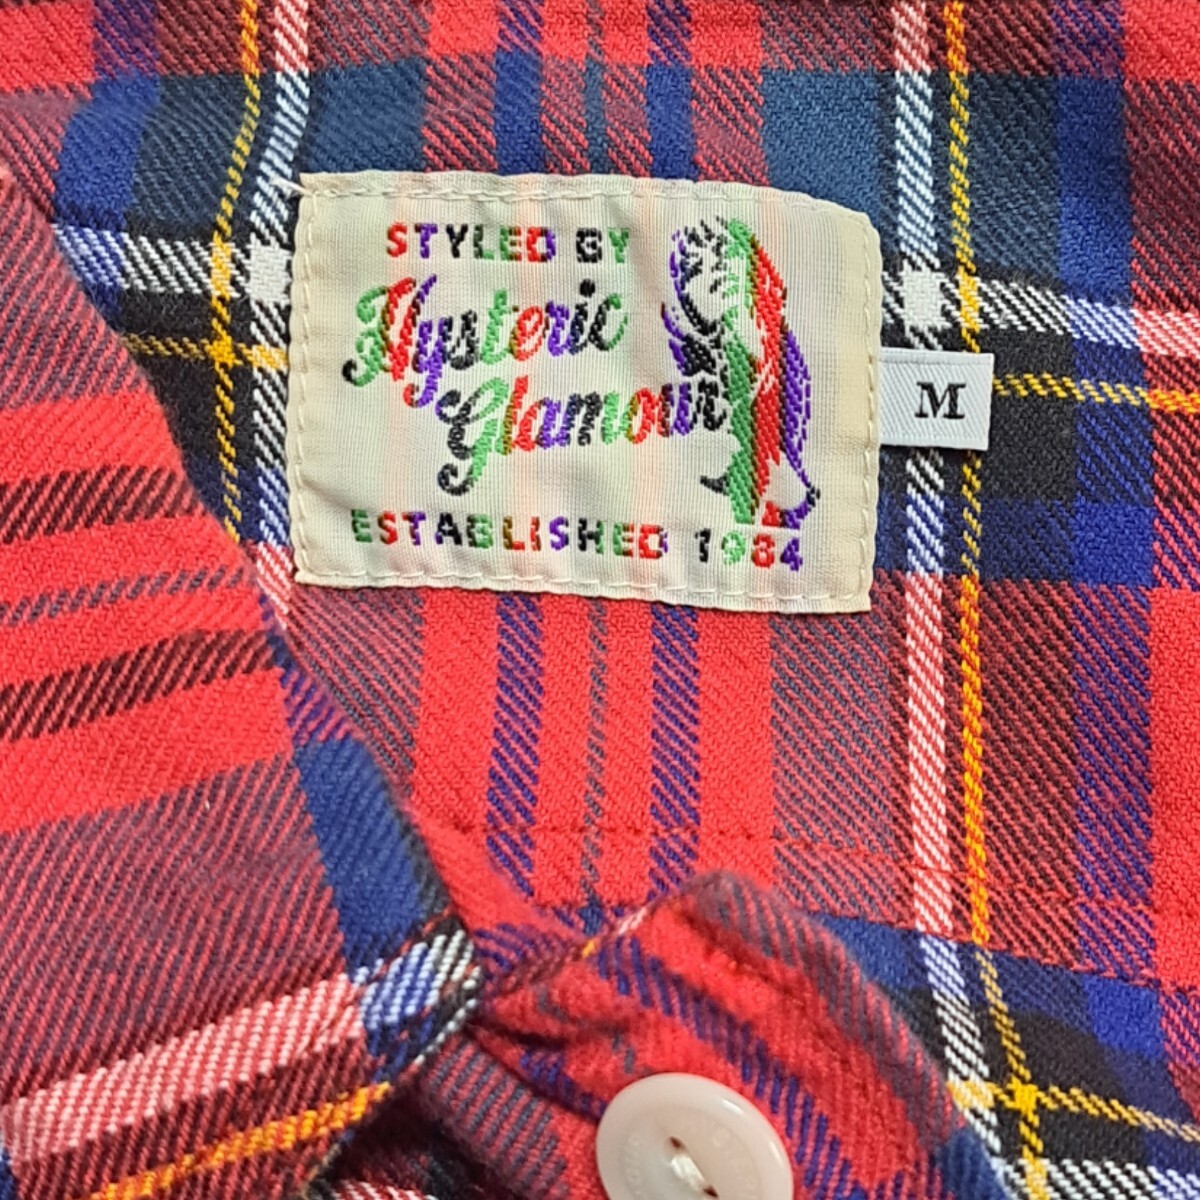 STYLED BY
Hysteric
Glamour
ESTABLISHED 1984
M